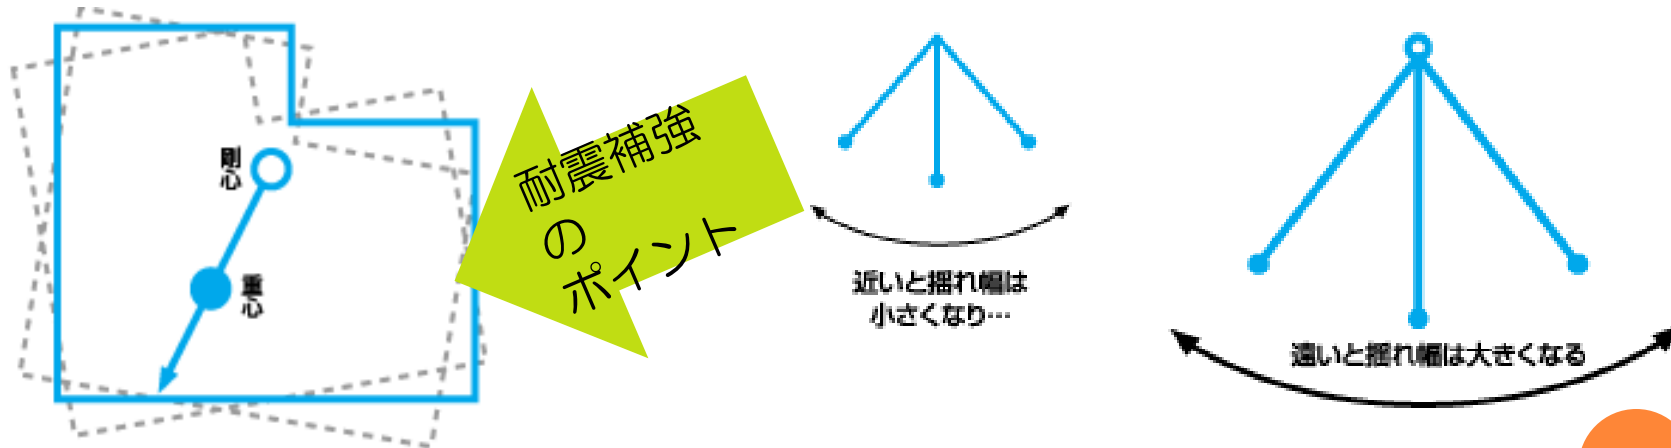 剛心
重心
耐震補強
の
ポイント
近いと揺れ幅は
小さくなり…
遠いと揺れ幅は大きくなる